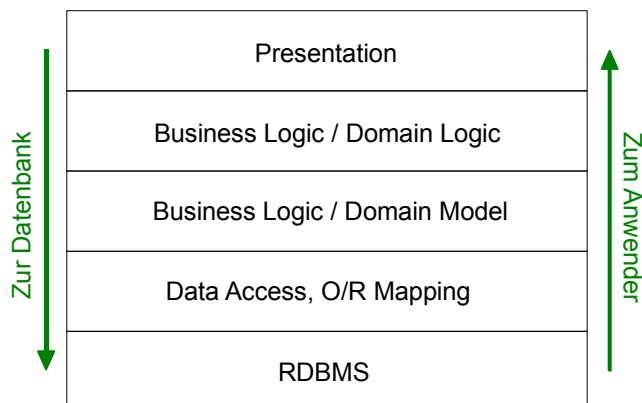 Presentation
Business Logic / Domain Logic
Business Logic / Domain Model
Data Access, O/R Mapping
RDBMS
Zur Datenbank
Zum Anwender